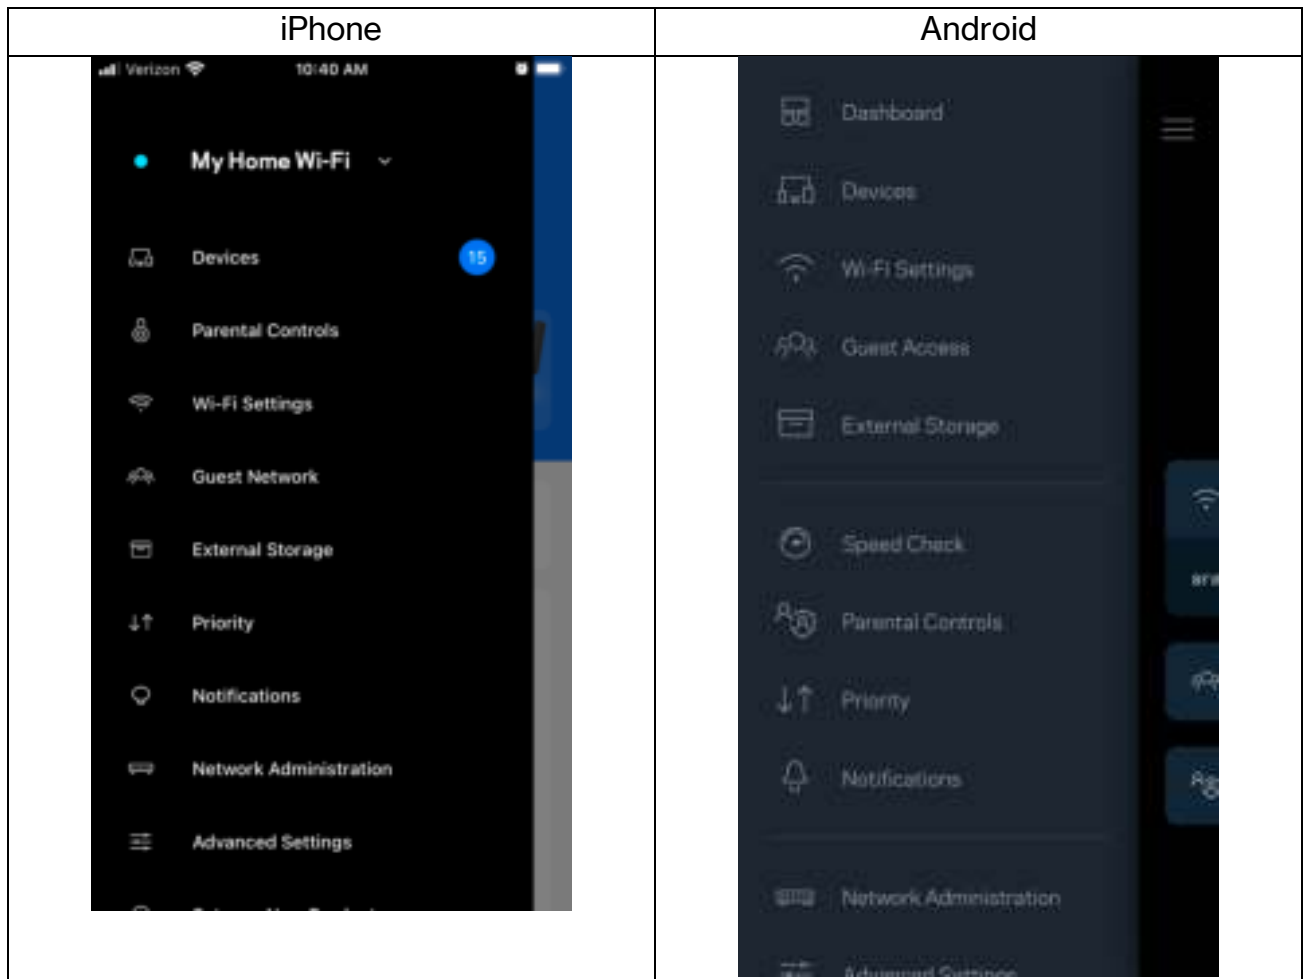 iPhone
Android
Verizon
10:40 AM
My Home Wi-Fi
Devices
15
Parental Controls
Wi-Fi Settings
Guest Network
External Storage
Priority
Notifications
Network Administration
Advanced Settings
Dashboard
Devices
Wi-Fi Settings
Guest Access
External Storage
Speed Check
Parental Controls
Priority
Notifications
Network Administration
Advanced Settings